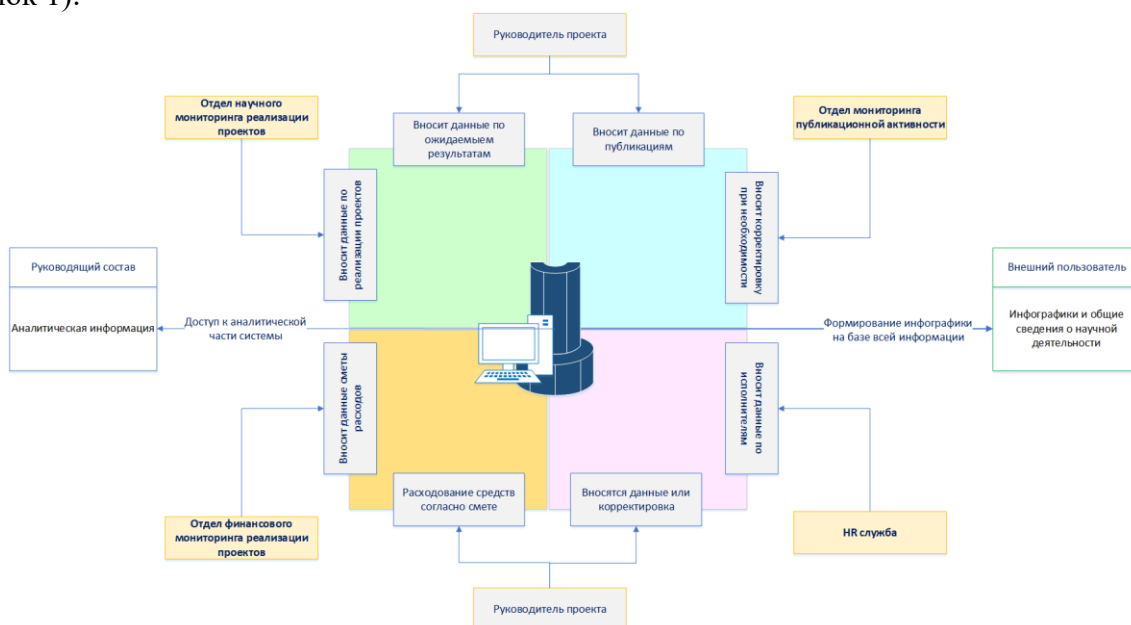 ок 1).
Руководитель проекта
Отдел научного
мониторинга реализации
проектов
Отдел мониторинга
публикационной активности
Вносит данные по
ожидаемыем
результатам
Вносит данные по
публикациям
Вносит данные по
реализации проектов
Вносит корректировку
при необходимости
Руководящий состав
Аналитическая информация
Доступ к аналитической
части системы
Формирование инфографики
на базе всей информации
Внешний пользователь
Инфографики и общие
сведения о научной
деятельности
Вносит данные сметы
расходов
Вносит данные по
исполнителям
Расходование средств
согласно смете
Вносятся данные или
корректировка
Отдел финансового
мониторинга реализации
проектов
HR служба
Руководитель проекта